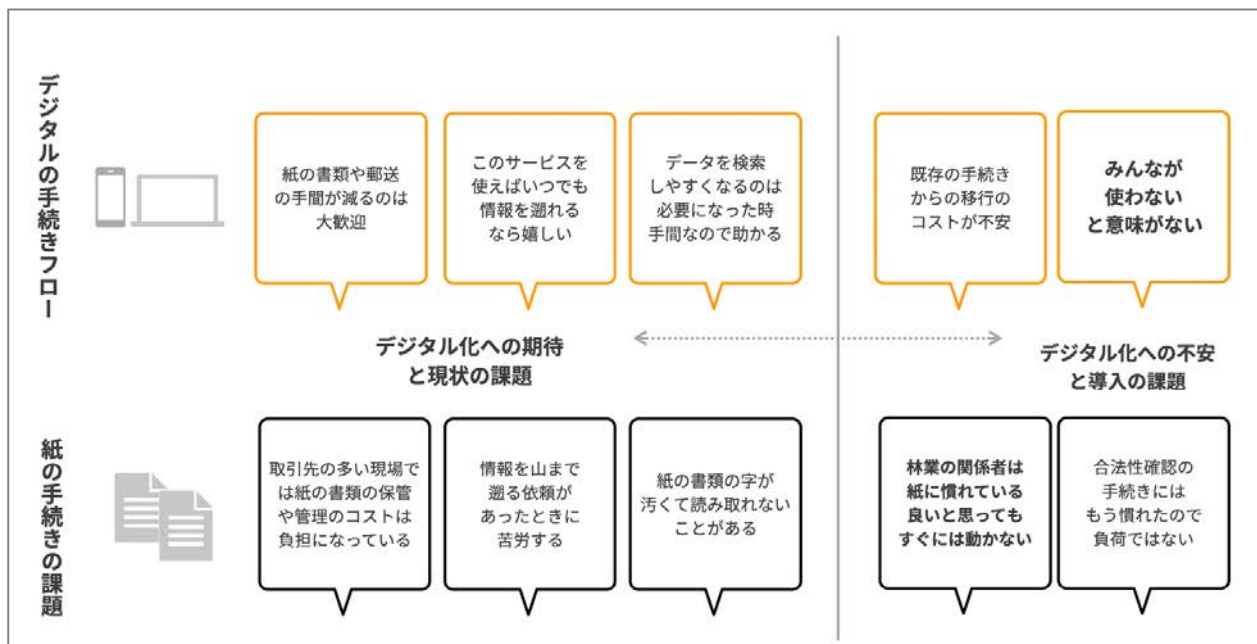 デジタルの手続きフロー
紙の書類や郵送
の手間が減るのは
大歓迎
このサービスを
使えばいつでも
情報を遡れる
なら嬉しい
データを検索
しやすくなるのは
必要になった時
手間なので助かる
既存の手続き
からの移行の
コストが不安
みんなが
使わない
と意味がない
デジタル化への期待
と現状の課題
デジタル化への不安
と導入の課題
紙の手続きの課題
取引先の多い現場で
は紙の書類の保管
や管理のコストは
負担になっている
情報を山まで
遡る依頼が
あったときに
苦労する
紙の書類の字が
汚くて読み取れない
ことがある
林業の関係者は
紙に慣れている
良いと思っても
すぐには動かない
合法性確認の
手続きには
もう慣れたので
負荷ではない